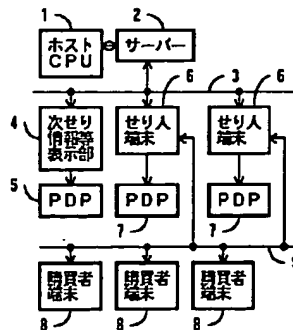 1
2
ホスト
CPU
サーバー
6
3
6
4
次せり
情報等
表示部
せり人
端末
せり人
端末
5
PDP
PDP
PDP
7
7
9
購買者
端末
購買者
端末
購買者
端末
8
8
8